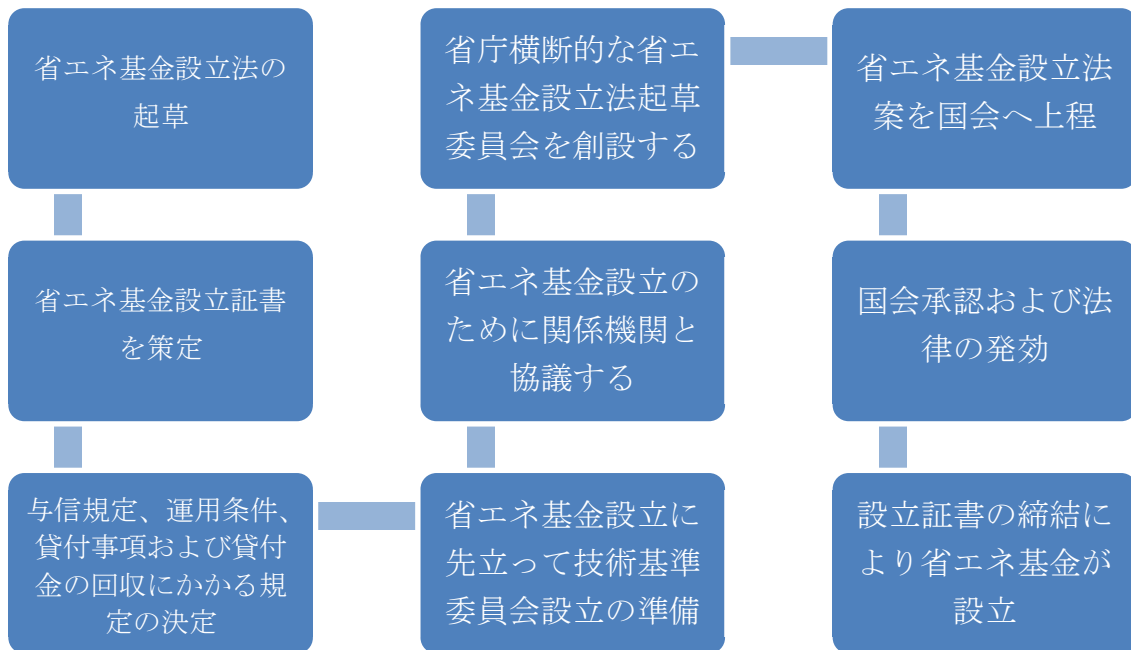 省エネ基金設立法の
起草
省エネ基金設立証書
を策定
与信規定、運用条件、
貸付事項および貸付
金の回収にかかる規
定の決定
省エネ基金設立に
先立って技術基準
委員会設立の準備
省エネ基金設立の
ために関係機関と
協議する
省庁横断的な省エ
ネ基金設立法起草
委員会を創設する
省エネ基金設立法
案を国会へ上程
国会承認および法
律の発効
設立証書の締結に
より省エネ基金が
設立